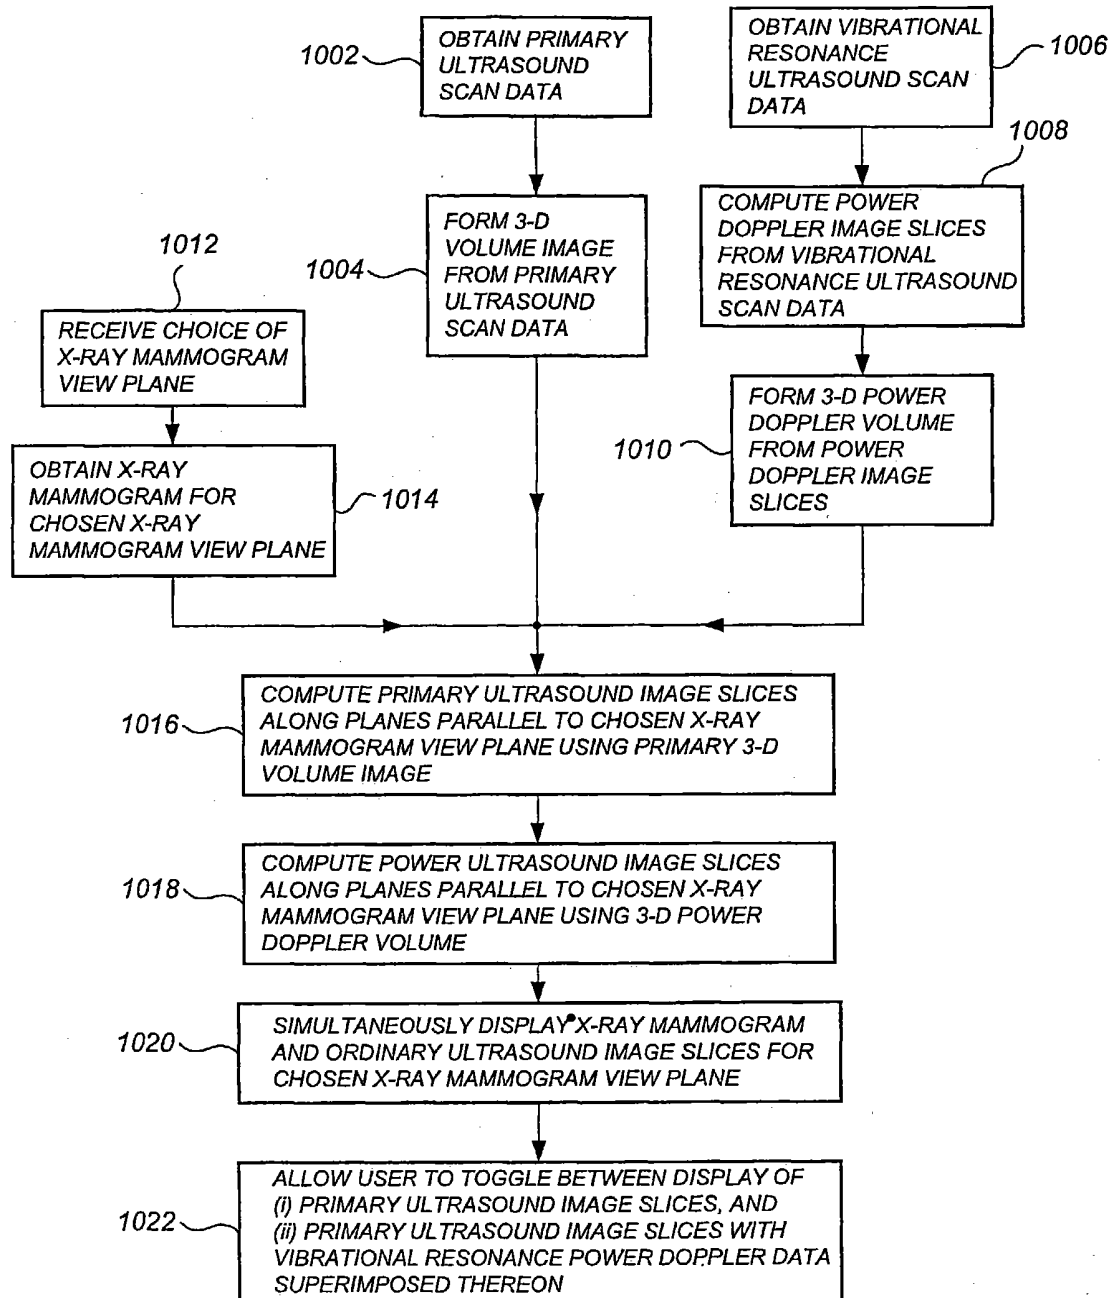 1002
OBTAIN PRIMARY
ULTRASOUND
SCAN DATA
OBTAIN VIBRATIONAL
RESONANCE
ULTRASOUND SCAN
DATA
1006
1008
FORM 3-D
VOLUME IMAGE
FROM PRIMARY
ULTRASOUND
SCAN DATA
1004
COMPUTE POWER
DOPPLER IMAGE SLICES
FROM VIBRATIONAL
RESONANCE ULTRASOUND
SCAN DATA
1012
RECEIVE CHOICE OF
X-RAY MAMMOGRAM
VIEW PLANE
FORM 3-D POWER
DOPPLER VOLUME
FROM POWER
DOPPLER IMAGE
SLICES
1010
OBTAIN X-RAY
MAMMOGRAM FOR
CHOSEN X-RAY
MAMMOGRAM VIEW PLANE
1014
COMPUTE PRIMARY ULTRASOUND IMAGE SLICES
ALONG PLANES PARALLEL TO CHOSEN X-RAY
MAMMOGRAM VIEW PLANE USING PRIMARY 3-D
VOLUME IMAGE
1016
COMPUTE POWER ULTRASOUND IMAGE SLICES
ALONG PLANES PARALLEL TO CHOSEN X-RAY
MAMMOGRAM VIEW PLANE USING 3-D POWER
DOPPLER VOLUME
1018
SIMULTANEOUSLY DISPLAY X-RAY MAMMOGRAM
AND ORDINARY ULTRASOUND IMAGE SLICES FOR
CHOSEN X-RAY MAMMOGRAM VIEW PLANE
1020
ALLOW USER TO TOGGLE BETWEEN DISPLAY OF
(i) PRIMARY ULTRASOUND IMAGE SLICES, AND
(ii) PRIMARY ULTRASOUND IMAGE SLICES WITH
VIBRATIONAL RESONANCE POWER DOPPLER DATA
SUPERIMPOSED THEREON
1022